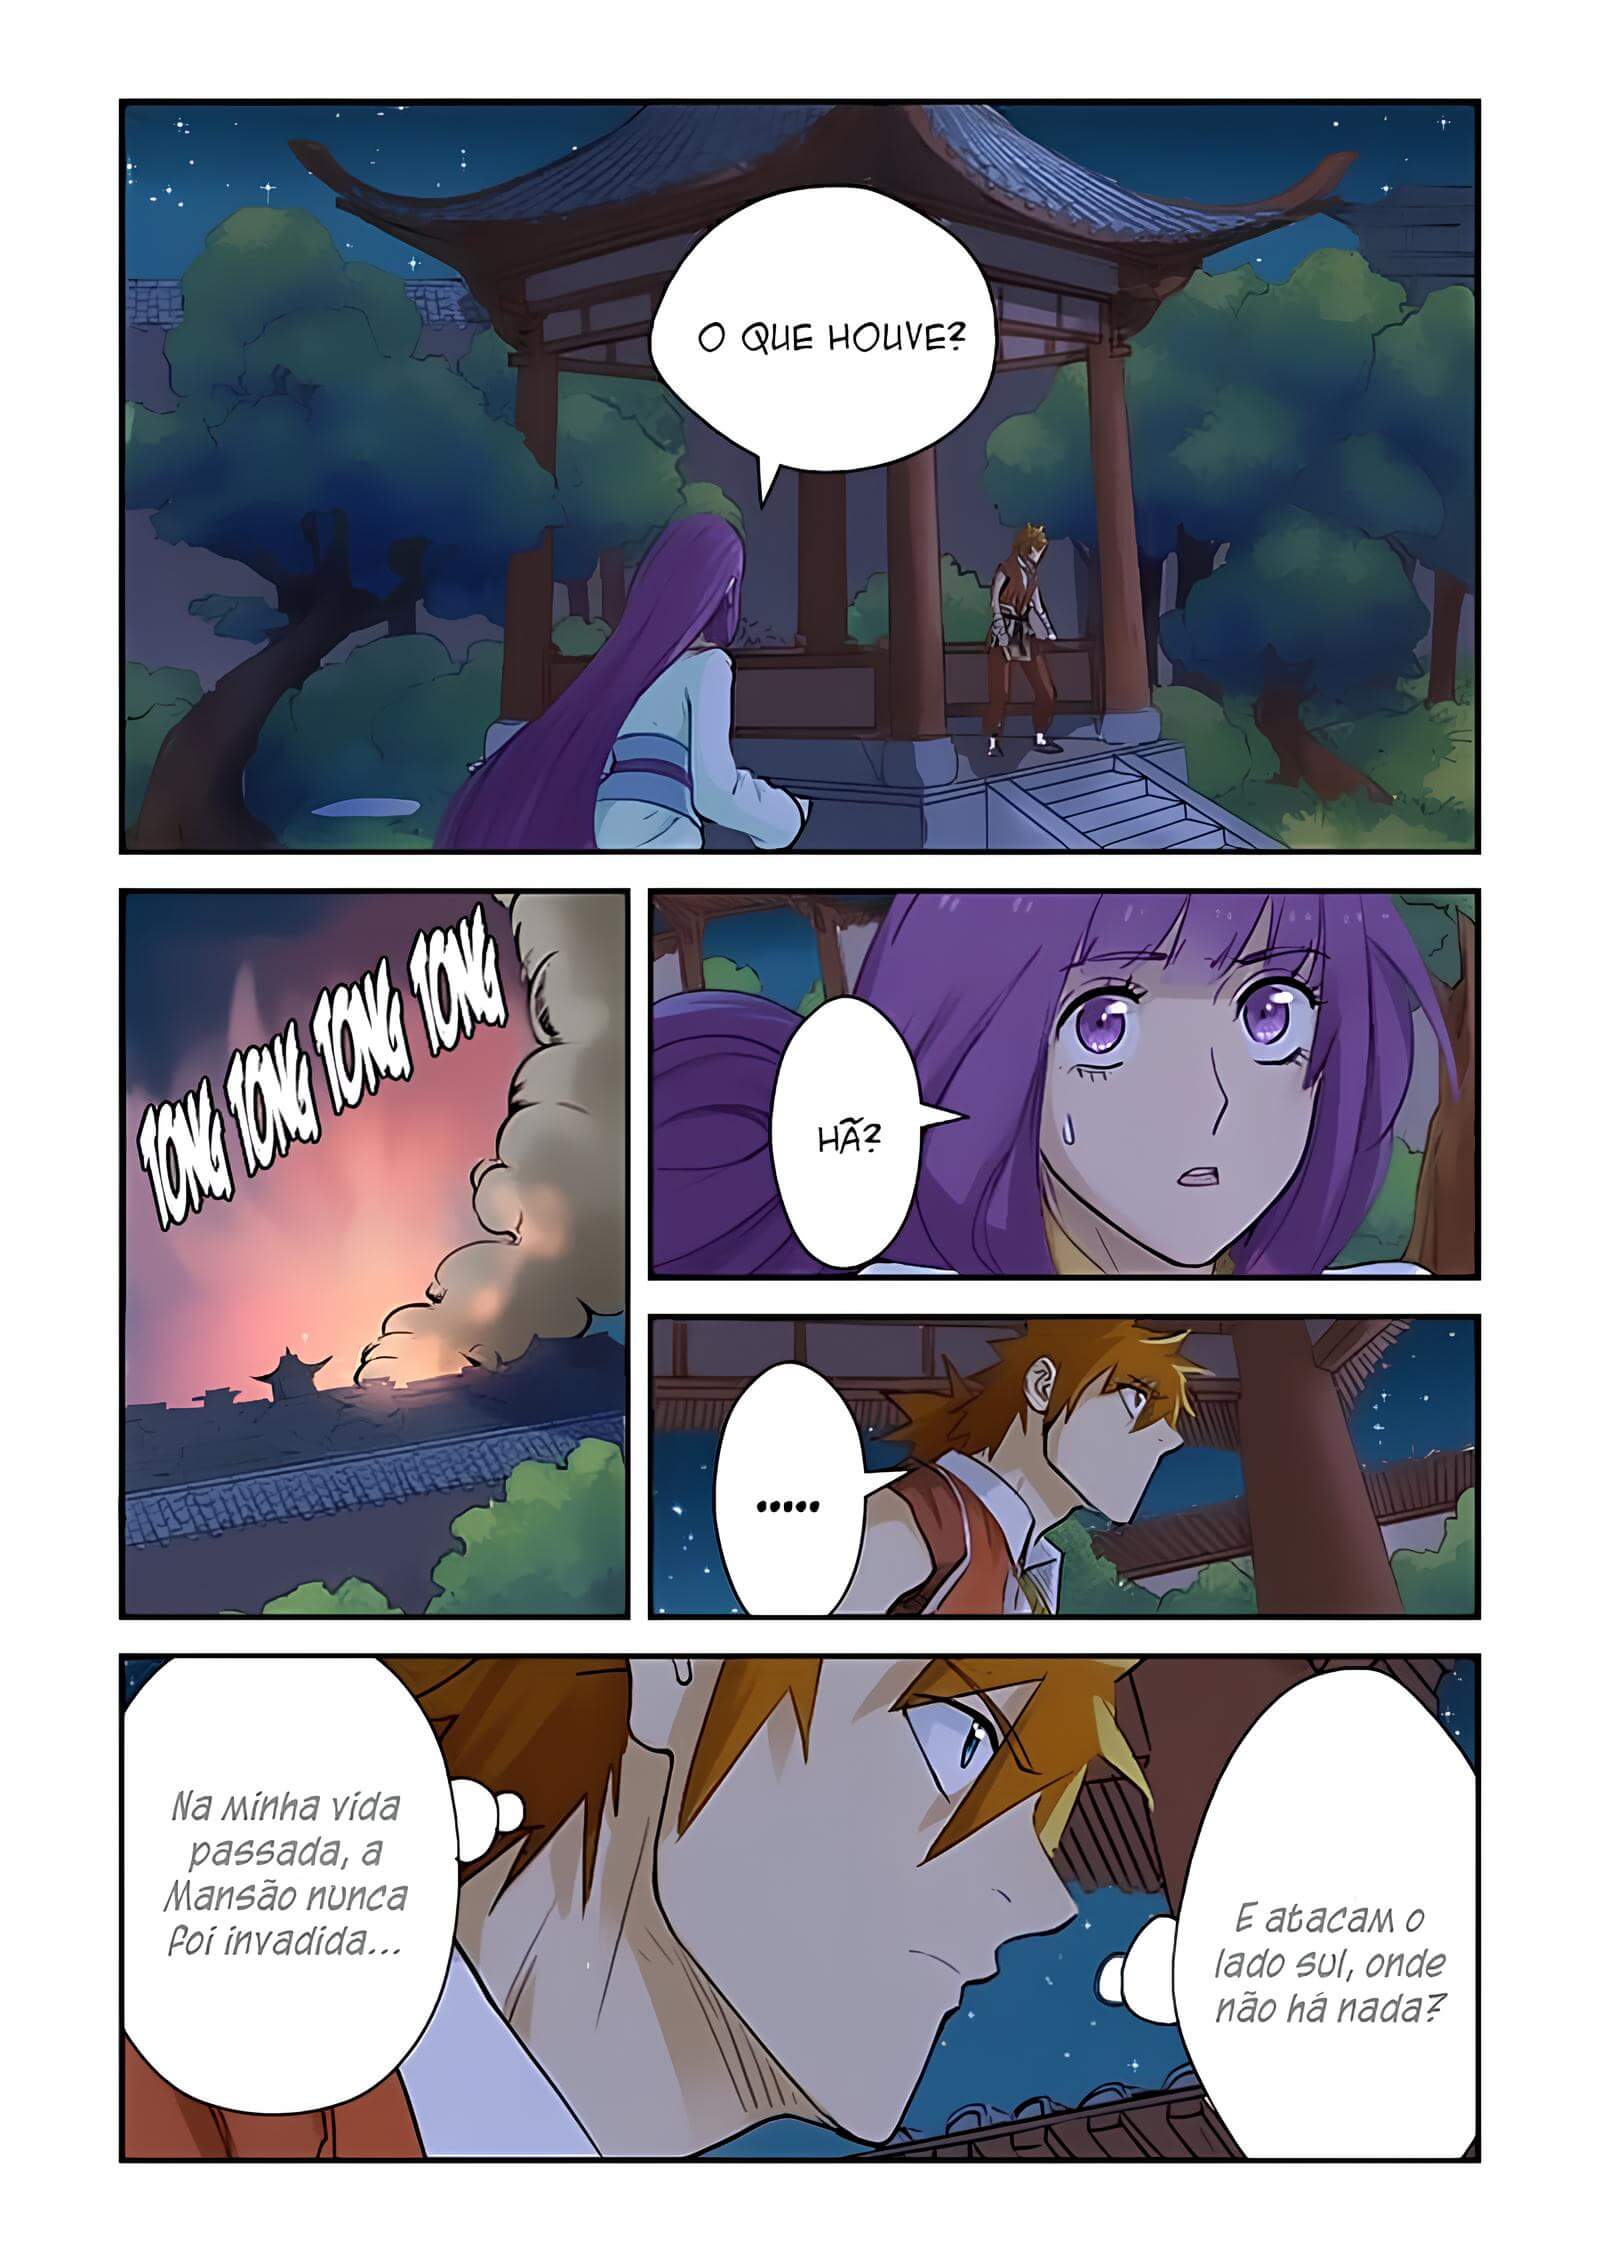 O QUE HOUVE?
TONG TONG TONG TONG
HÃ?
......
Na minha vida
passada, a
Mansão nunca
foi invadida...
E atacam o
lado sul, onde
não há nada?